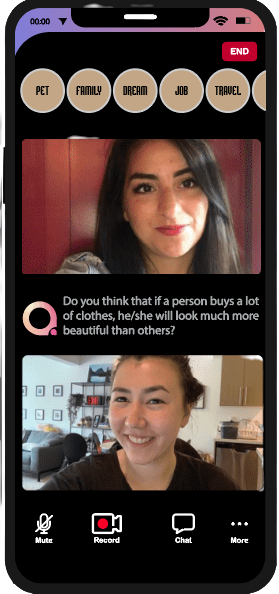 00:00
END
PET FAMILY DREAM JOB TRAVEL
Do you think that if a person buys a lot
of clothes, he/she will look much more
beautiful than others?
Mute Record Chat More